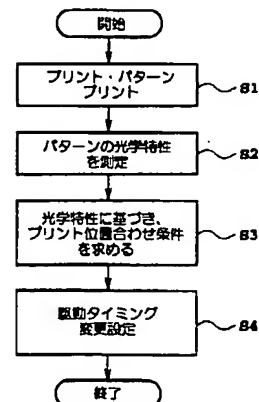 開始
プリント・パターン
プリント
S1
パターンの光学特性
を測定
S2
光学特性に基づき、
プリント位置合わせ条件
を求める
S3
駆動タイミング
変更設定
S4
終了